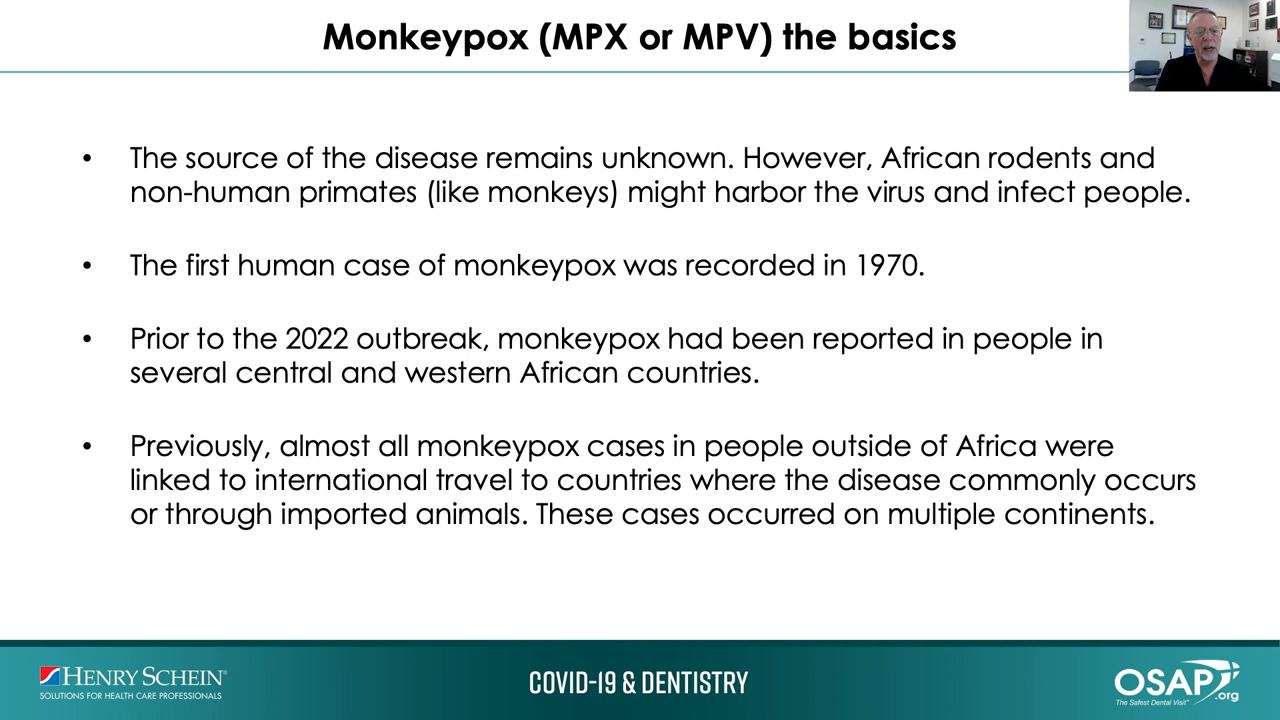 Monkeypox (MPX or MPV) the basics
• The source of the disease remains unknown. However, African rodents and
non-human primates (like monkeys) might harbor the virus and infect people.
• The first human case of monkeypox was recorded in 1970.
• Prior to the 2022 outbreak, monkeypox had been reported in people in
several central and western African countries.
• Previously, almost all monkeypox cases in people outside of Africa were
linked to international travel to countries where the disease commonly occurs
or through imported animals. These cases occurred on multiple continents.
HENRY SCHEIN®
SOLUTIONS FOR HEALTH CARE PROFESSIONALS
COVID-19 & DENTISTRY
OSAP.org
The Safest Dental Visit™